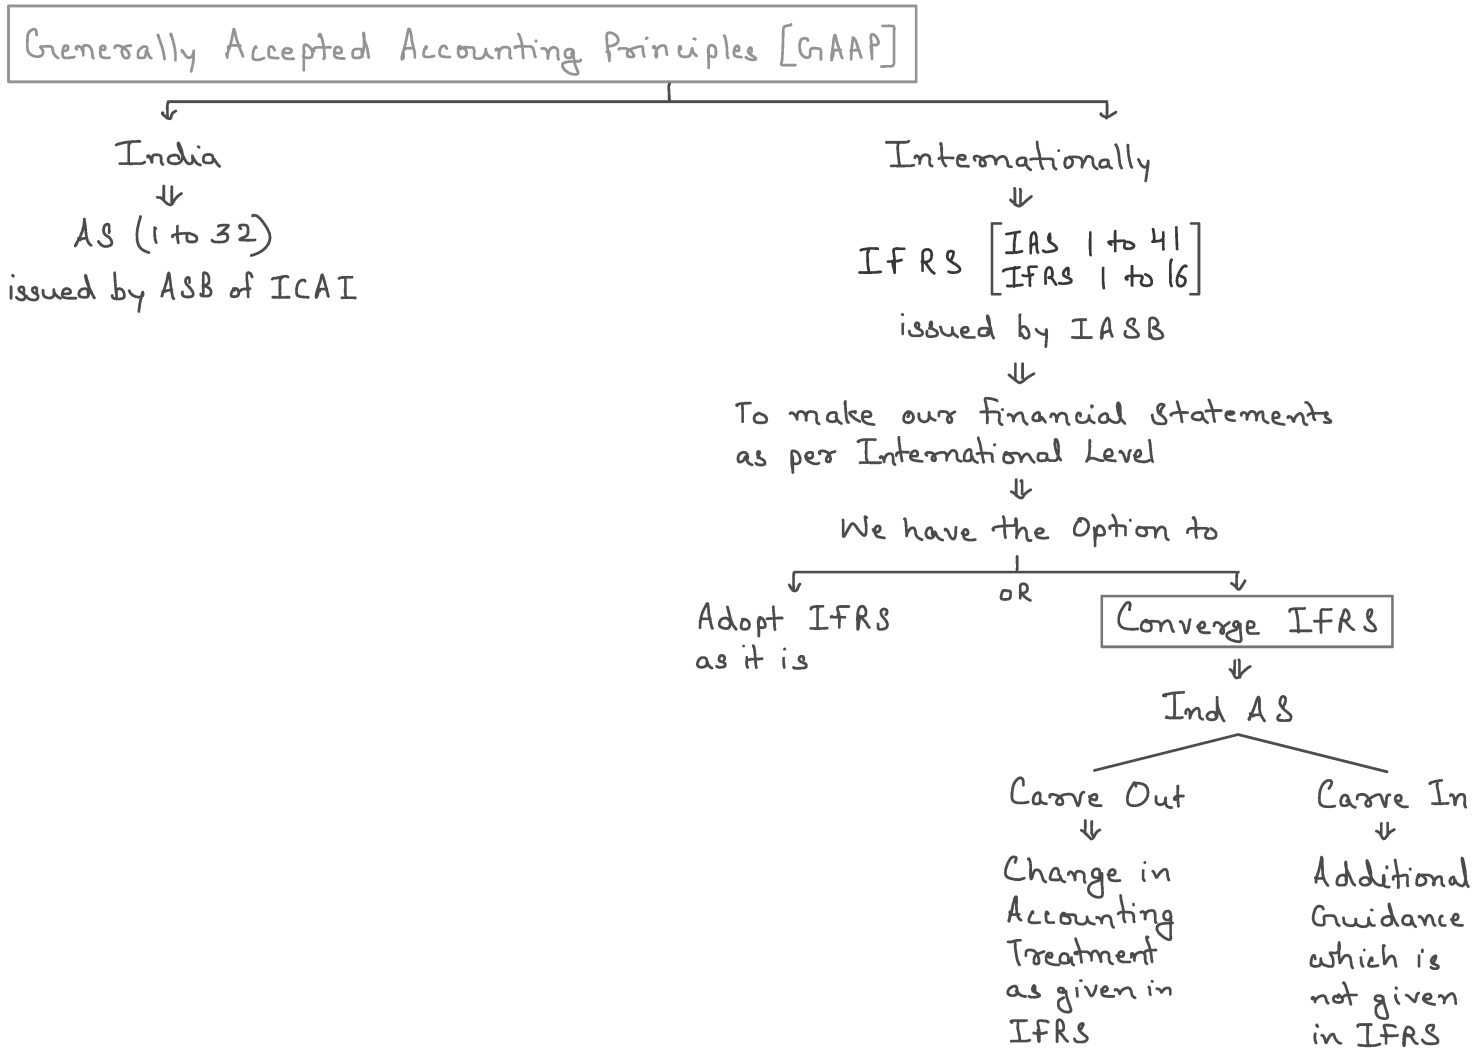 Generally Accepted Accounting Principles [GAAP]
India
AS (1 to 32)
issued by ASB of ICAI
Internationally
IFRS [IAS 1 to 41
IFRS 1 to 16]
issued by IASB
To make our financial Statements
as per International Level
We have the Option to
OR
Adopt IFRS
as it is
Converge IFRS
Ind AS
Carve Out
Change in
Accounting
Treatment
as given in
IFRS
Carve In
Additional
Guidance
which is
not given
in IFRS